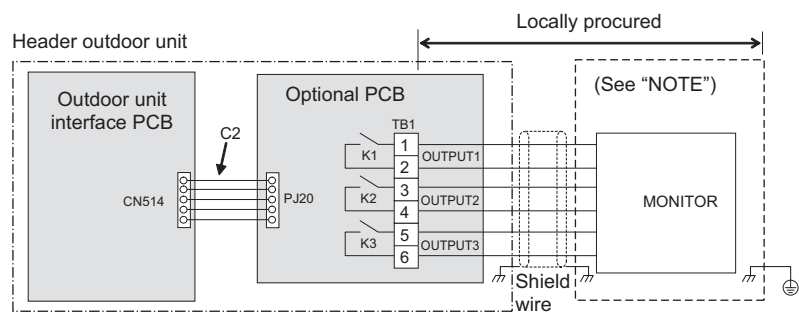 Locally procured
Header outdoor unit
Outdoor unit
interface PCB
C2
CN514
PJ20
Optional PCB
TB1
K1
1
2
OUTPUT1
K2
3
4
OUTPUT2
K3
5
6
OUTPUT3
Shield
wire
(See “NOTE”)
MONITOR